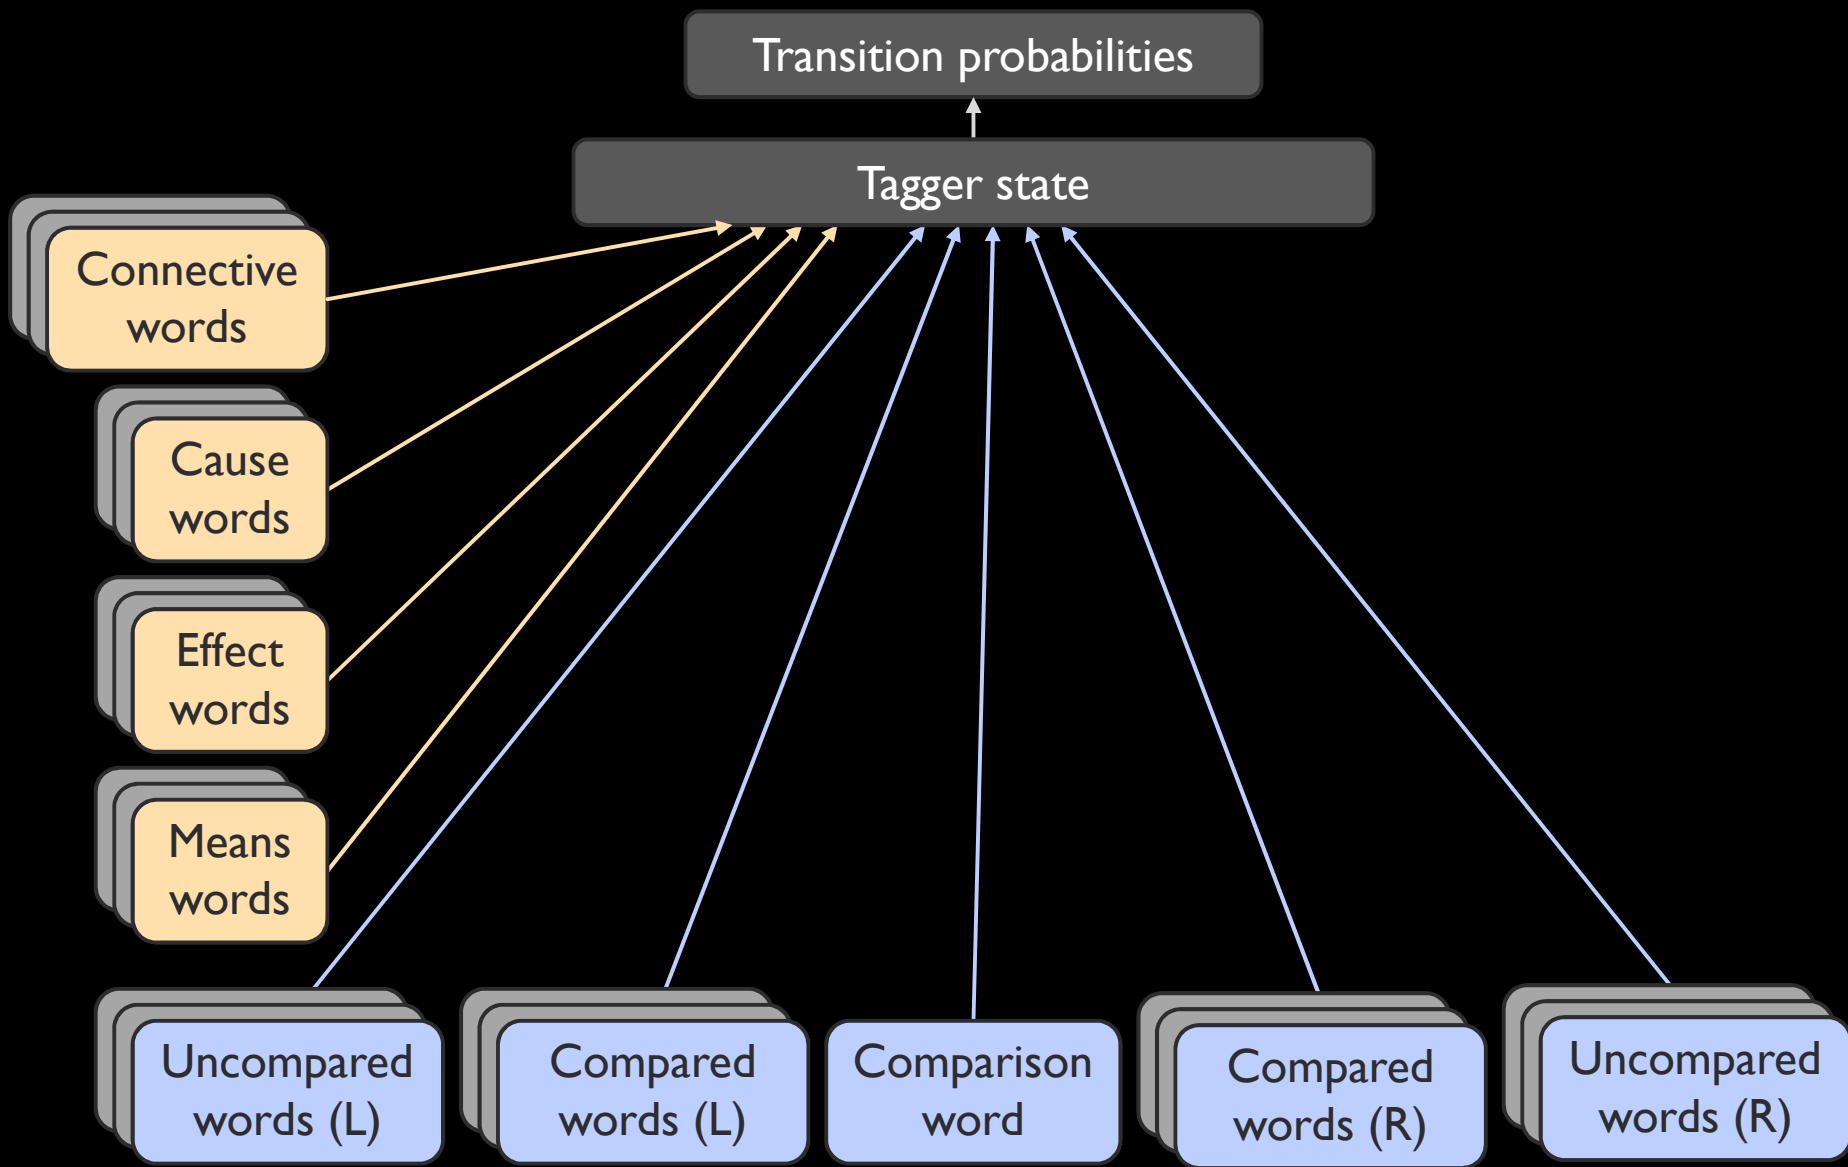 Transition probabilities
Tagger state
Connective
words
Cause
words
Effect
words
Means
words
Uncompared
words (L)
Compared
words (L)
Comparison
word
Compared
words (R)
Uncompared
words (R)